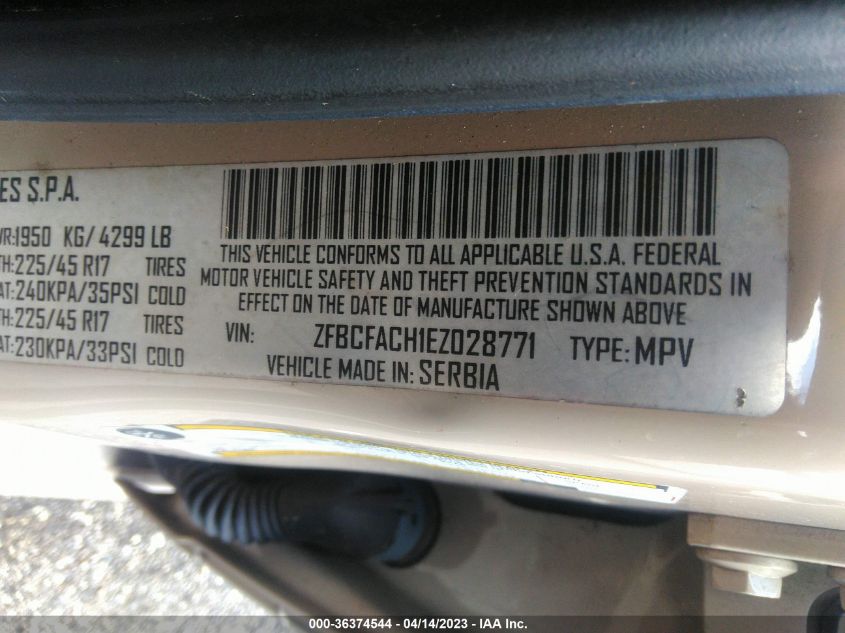 ES S.P.A.
VR:1950 KG/ 4299 LB
TH:225/45 R17 TIRES
AT:240KPA/35PSI COLD
TH:225/45 R17 TIRES
AT:230KPA/33PSI COLD
THIS VEHICLE CONFORMS TO ALL APPLICABLE U.S.A. FEDERAL
MOTOR VEHICLE SAFETY AND THEFT PREVENTION STANDARDS IN
EFFECT ON THE DATE OF MANUFACTURE SHOWN ABOVE
VIN: ZFBCFACH1EZ028771 TYPE: MPV
VEHICLE MADE IN: SERBIA
000-36374544 - 04/14/2023 - IAA Inc.